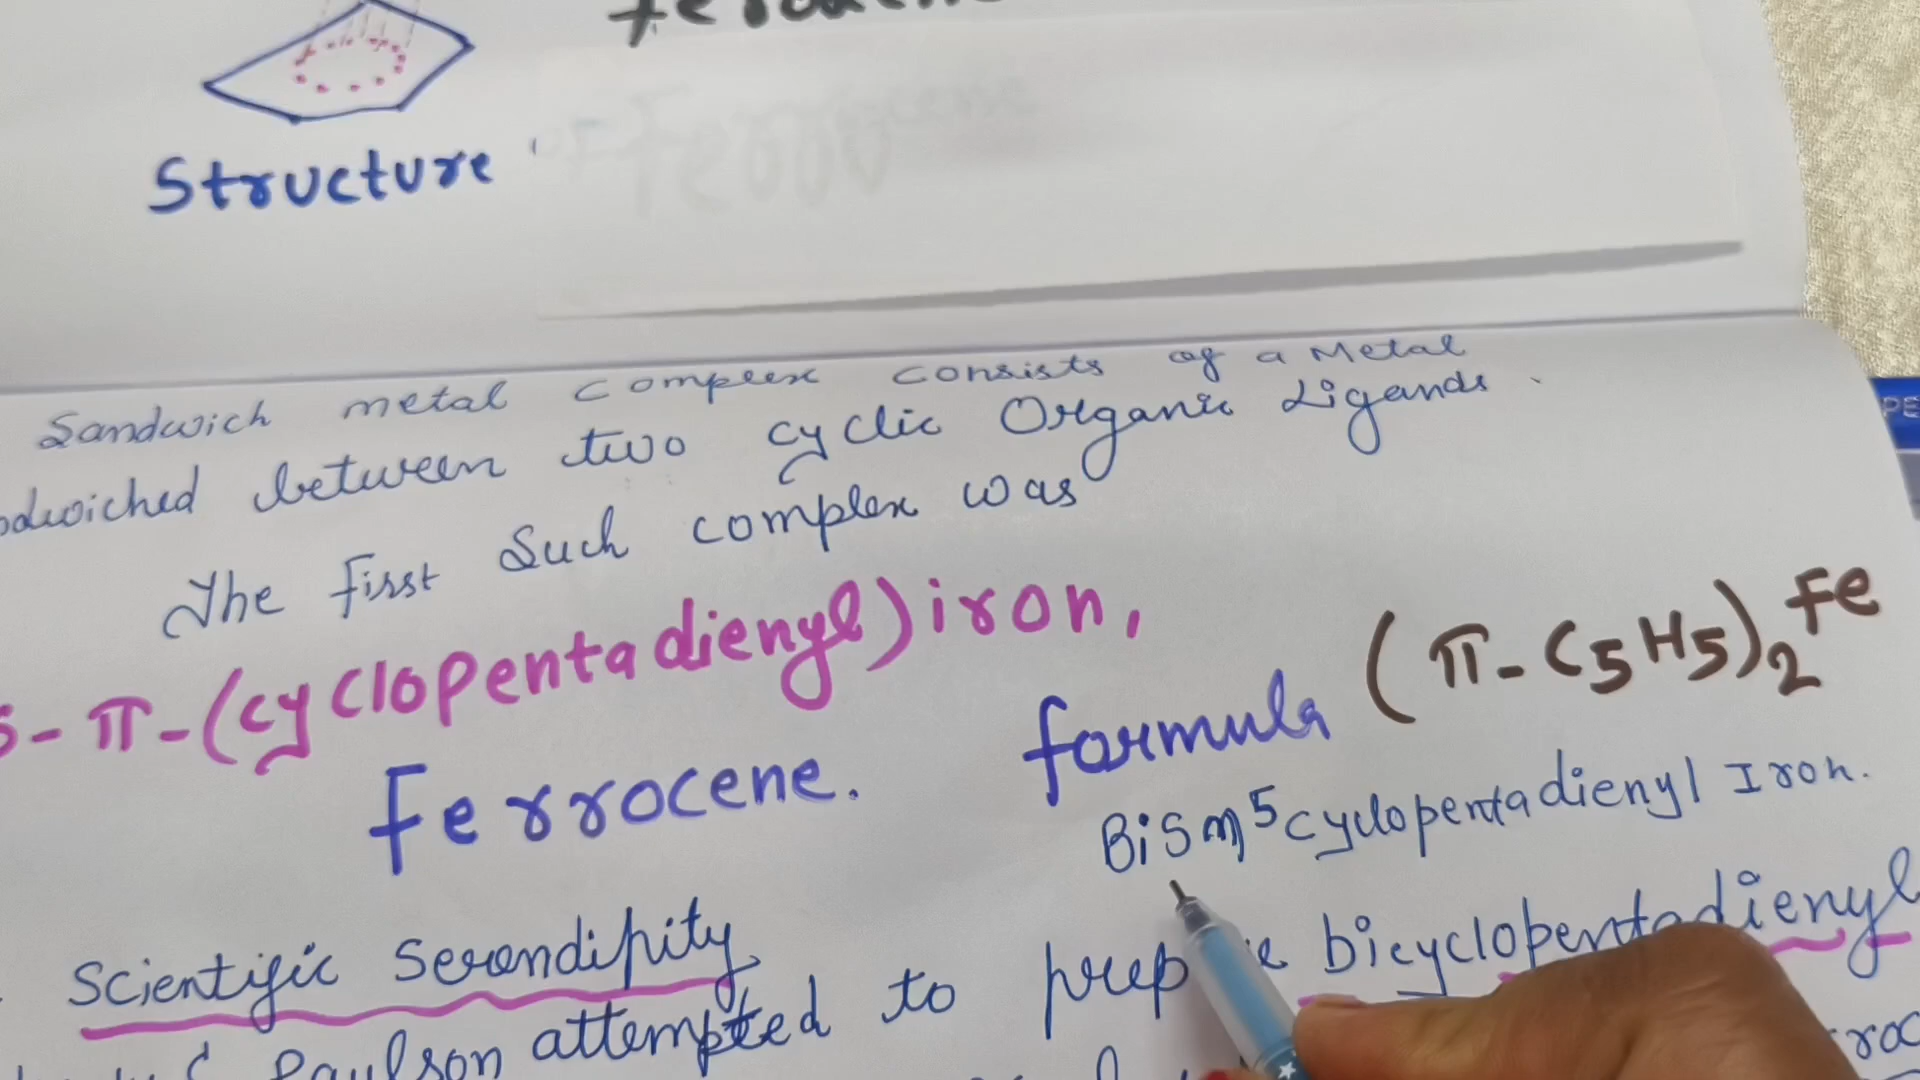 Structure
Sandwich metal complex consists of a Metal
between two cyclic Organic Ligands.
The first such complex was
π-(cyclopentadienyl)iron,
Ferrocene. formula (π-C5H5)2Fe
Bis η5 cyclopentadienyl Iron.
Scientific Serendipity
Paulson attempted to prep bicyclopentadienyl